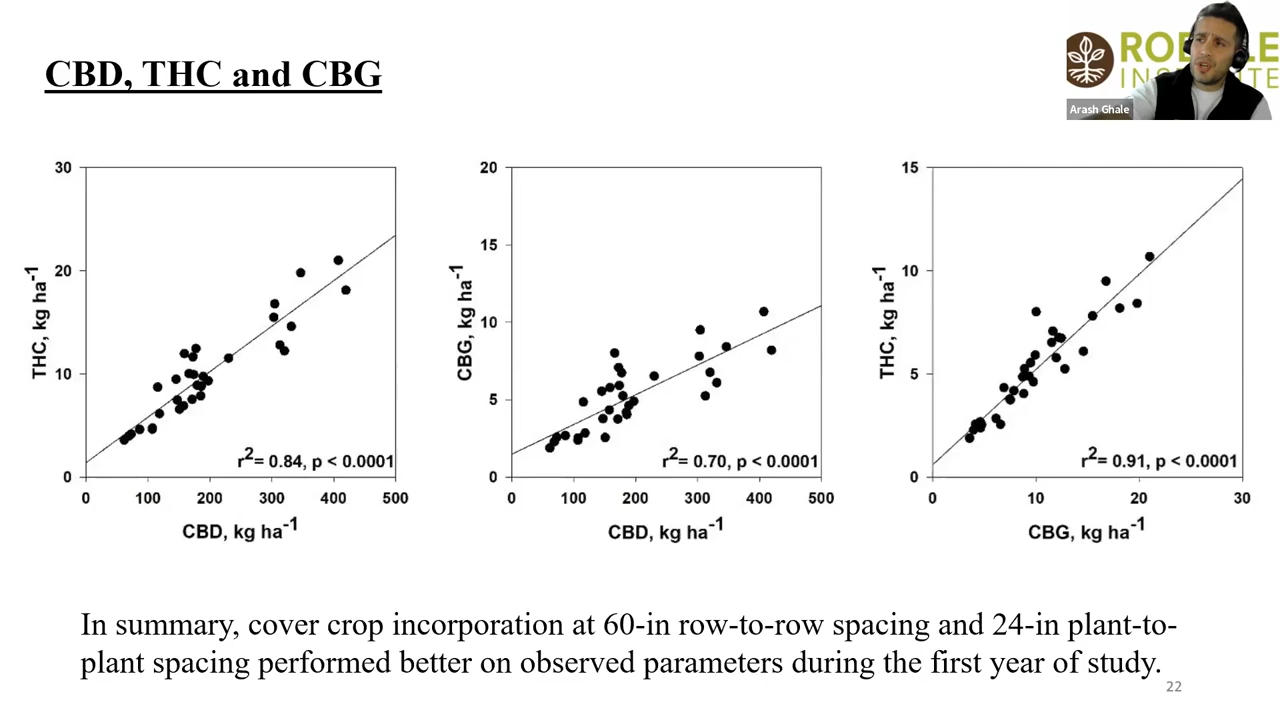 CBD, THC and CBG
Arash Ghale
30
20
10
0
THC, kg ha-1
r2= 0.84, p < 0.0001
0 100 200 300 400 500
CBD, kg ha-1
20
15
10
5
0
CBG, kg ha-1
r2= 0.70, p < 0.0001
0 100 200 300 400 500
CBD, kg ha-1
15
10
5
0
THC, kg ha-1
r2= 0.91, p < 0.0001
0 10 20 30
CBG, kg ha-1
In summary, cover crop incorporation at 60-in row-to-row spacing and 24-in plant-to-
plant spacing performed better on observed parameters during the first year of study.
22